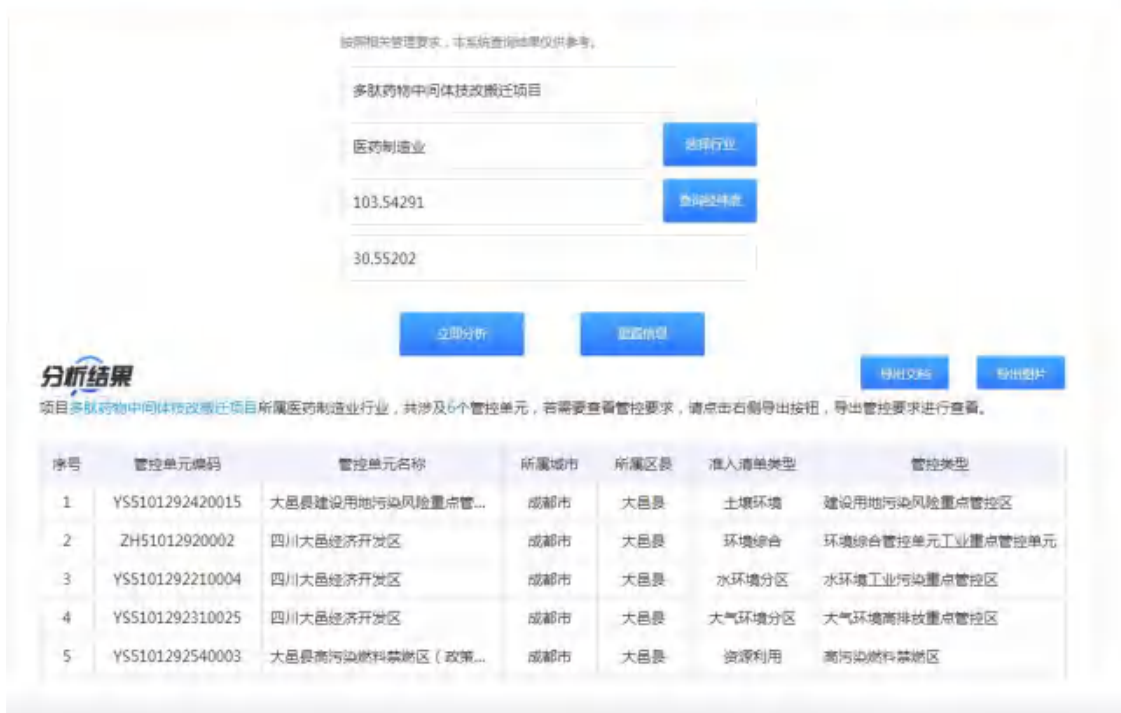 按照相关管理要求，本系统查询结果仅供参考。
多肽药物中间体技改搬迁项目
医药制造业 选择行业
103.54291 查询经纬度
30.55202
立即分析 重置信息
分析结果 导出文档 导出图片
项目多肽药物中间体技改搬迁项目所属医药制造业行业，共涉及6个管控单元，若需要查看管控要求，请点击右侧导出按钮，导出管控要求进行查看。
序号 管控单元编码 管控单元名称 所属城市 所属区县 准入清单类型 管控类型
1 YS5101292420015 大邑县建设用地污染风险重点管... 成都市 大邑县 土壤环境 建设用地污染风险重点管控区
2 ZH51012920002 四川大邑经济开发区 成都市 大邑县 环境综合 环境综合管控单元工业重点管控单元
3 YS5101292210004 四川大邑经济开发区 成都市 大邑县 水环境分区 水环境工业污染重点管控区
4 YS5101292310025 四川大邑经济开发区 成都市 大邑县 大气环境分区 大气环境高排放重点管控区
5 YS5101292540003 大邑县高污染燃料禁燃区（政策... 成都市 大邑县 资源利用 高污染燃料禁燃区